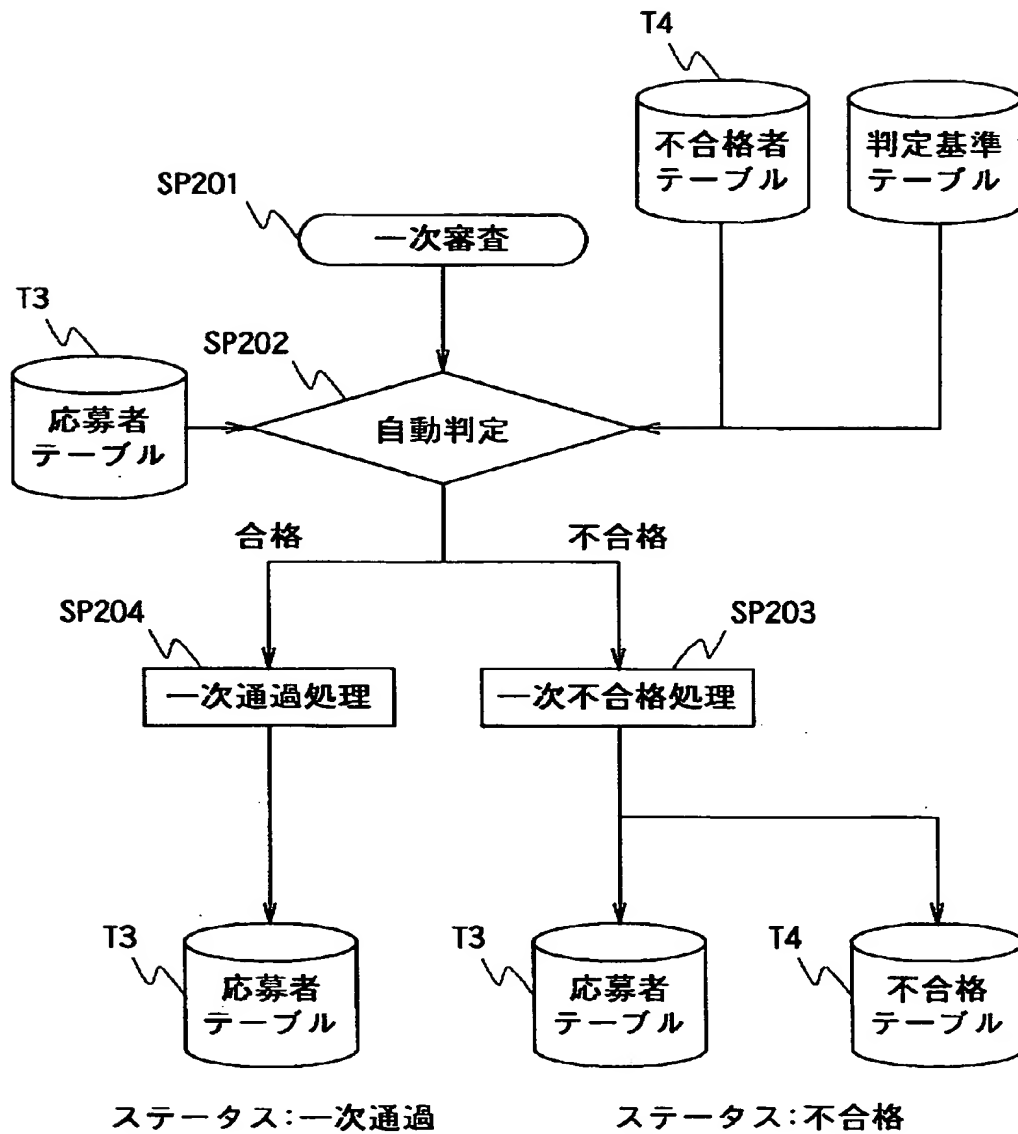 T4
不合格者
テーブル
判定基準
テーブル
SP201
一次審査
T3
応募者
テーブル
SP202
自動判定
合格
不合格
SP204
一次通過処理
SP203
一次不合格処理
T3
応募者
テーブル
T3
応募者
テーブル
T4
不合格
テーブル
ステータス:一次通過
ステータス:不合格